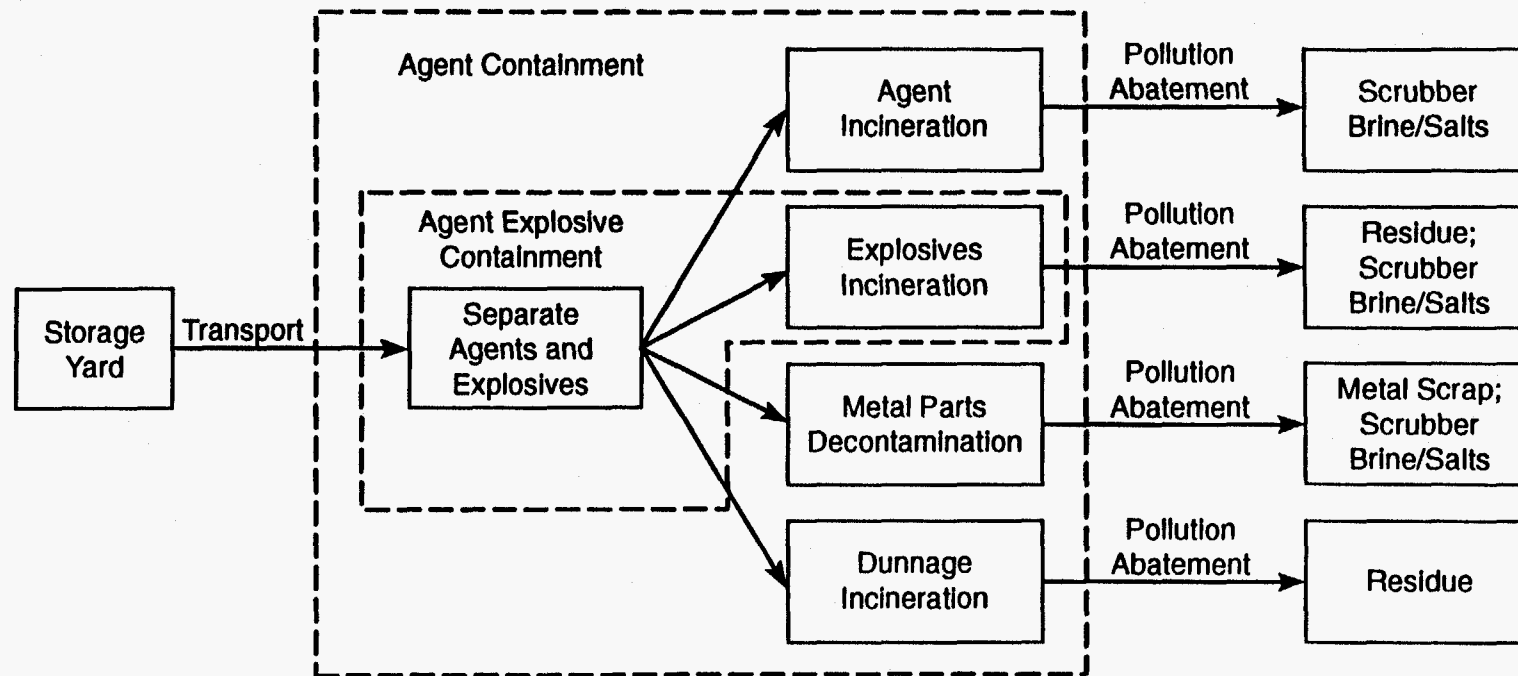 Agent Containment
Agent Explosive
Containment
Storage
Yard
Transport
Separate
Agents and
Explosives
Agent
Incineration
Pollution
Abatement
Scrubber
Brine/Salts
Explosives
Incineration
Pollution
Abatement
Residue;
Scrubber
Brine/Salts
Metal Parts
Decontamination
Pollution
Abatement
Metal Scrap;
Scrubber
Brine/Salts
Dunnage
Incineration
Pollution
Abatement
Residue